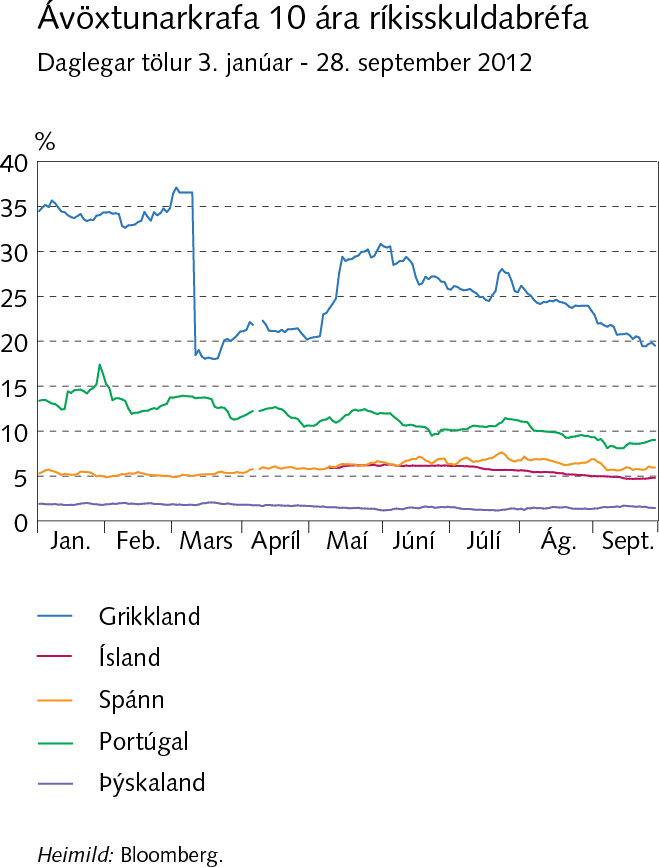 Ávöxtunarkrafa 10 ára ríkisskuldabréfa
Daglegar tölur 3. janúar - 28. september 2012
%
40
35
30
25
20
15
10
5
0
Jan. Feb. Mars Apríl Maí Júní Júlí Ág. Sept.
Grikkland
Ísland
Spánn
Portúgal
Þýskaland
Heimild: Bloomberg.